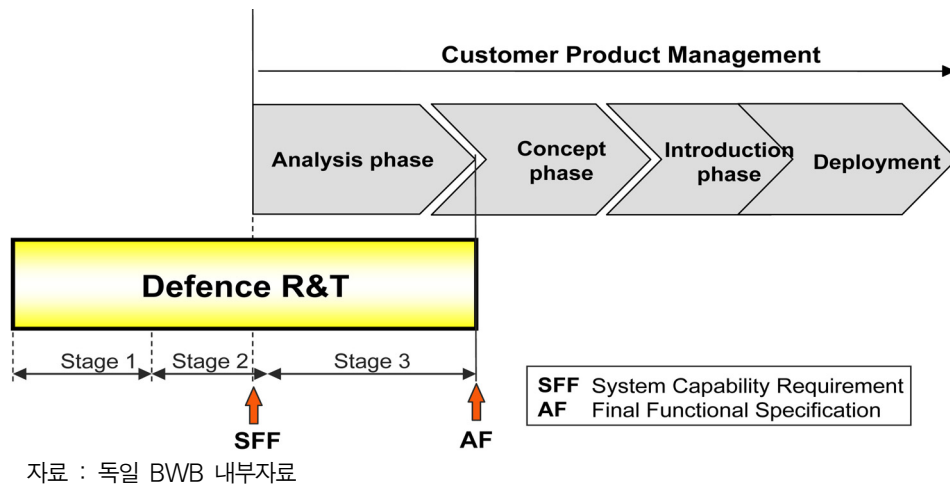 Customer Product Management
Analysis phase
Concept
phase
Introduction
phase
Deployment
Defence R&T
Stage 1
Stage 2
Stage 3
SFF System Capability Requirement
AF Final Functional Specification
SFF
AF
자료 : 독일 BWB 내부자료